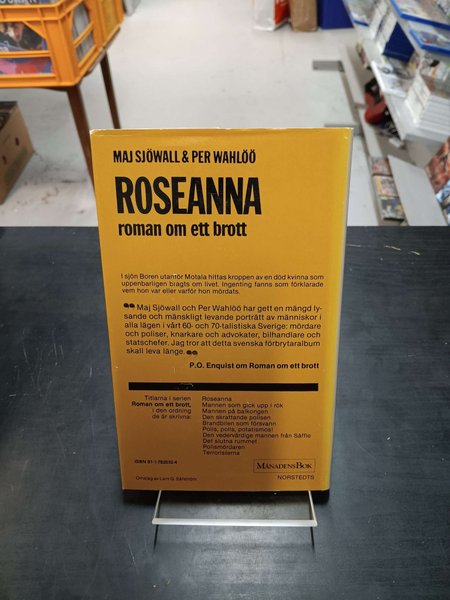 MAJ SJÖWALL & PER WAHLÖÖ
ROSEANNA
roman om ett brott
I sjön Boren utanför Motala hittas kroppen av en död kvinna som
uppenbarligen bragts om livet. Ingenting fanns som förklarade
vem hon var eller varför hon mördats.
❝ Maj Sjöwall och Per Wahlöö har gett en mängd ly-
sande och mänskligt levande porträtt av människor i
alla lägen i vårt 60- och 70-talistiska Sverige: mördare
och poliser, knarkare och advokater, bilhandlare och
statschefer. Jag tror att detta svenska förbrytaralbum
skall leva länge. ❞
P.O. Enquist om Roman om ett brott
Titlarna i serien
Roman om ett brott,
i den ordning
de är skrivna:
Roseanna
Mannen som gick upp i rök
Mannen på balkongen
Den skrattande polisen
Brandbilen som försvann
Polis, polis, potatismos!
Den vedervärdige mannen från Säffle
Det slutna rummet
Polismördaren
Terroristerna
MÅNADENS BOK
NORSTEDTS